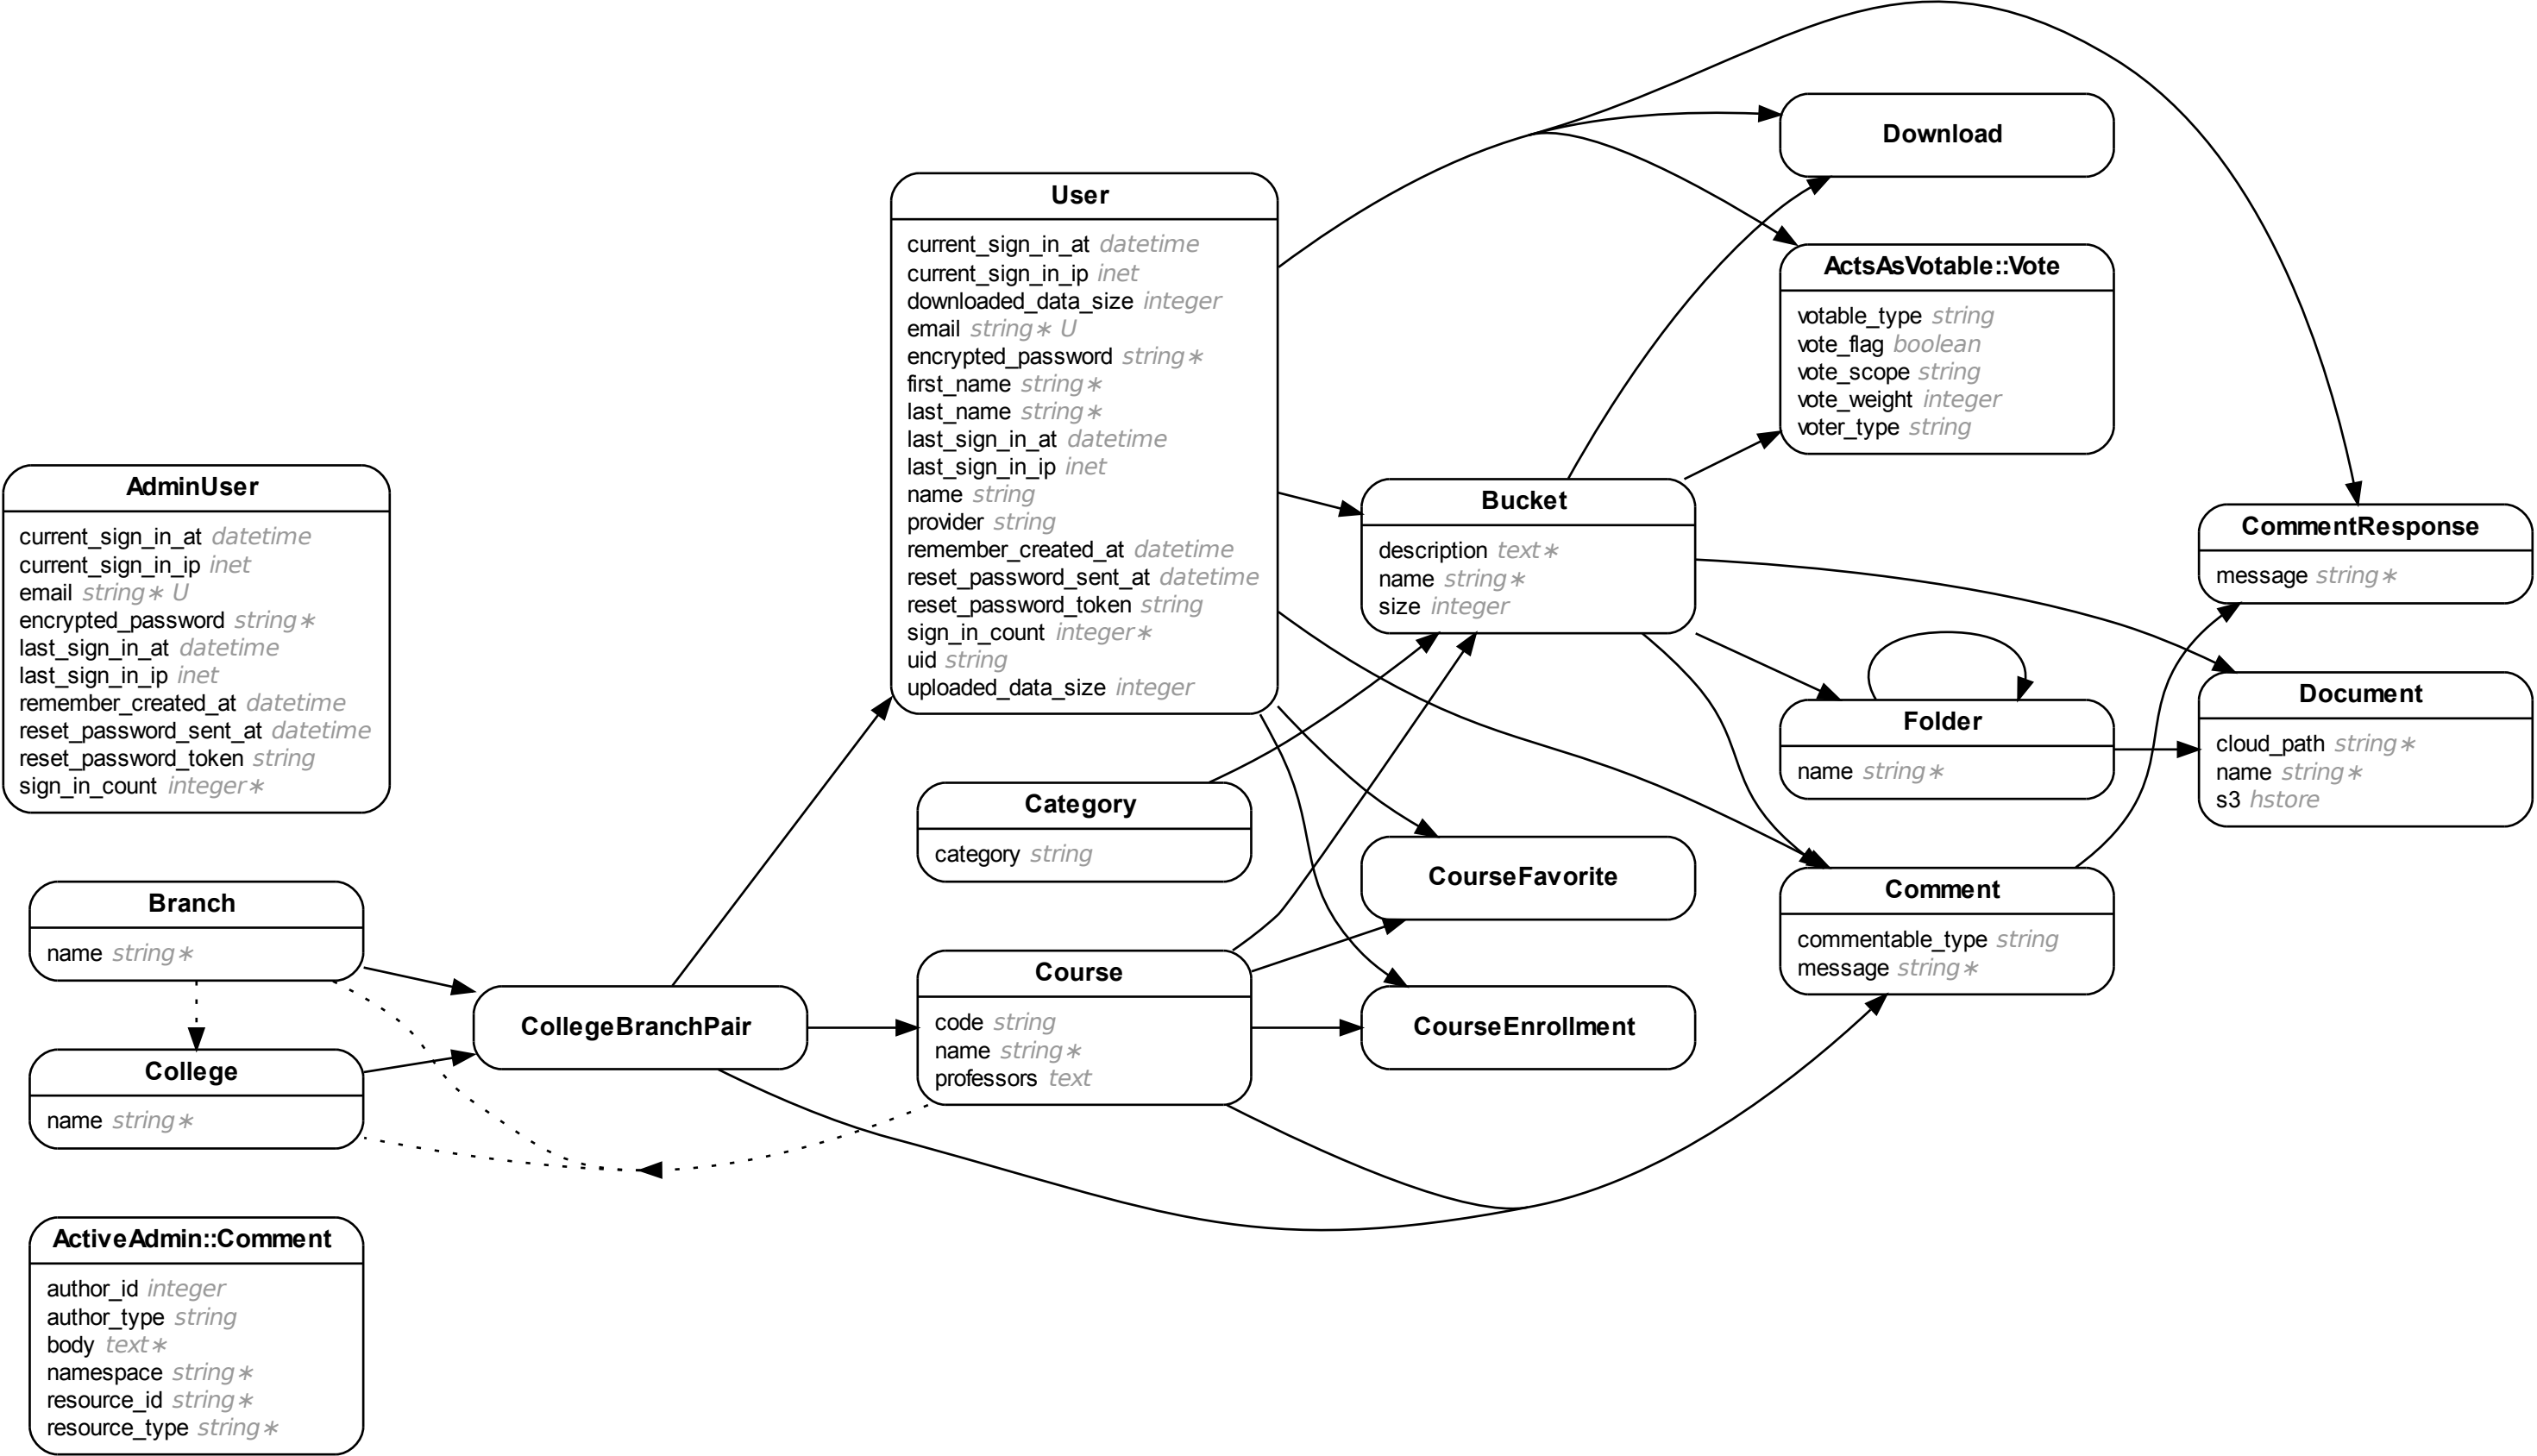 AdminUser
current_sign_in_at datetime
current_sign_in_ip inet
email string∗ U
encrypted_password string∗
last_sign_in_at datetime
last_sign_in_ip inet
remember_created_at datetime
reset_password_sent_at datetime
reset_password_token string
sign_in_count integer∗
Branch
name string∗
College
name string∗
ActiveAdmin::Comment
author_id integer
author_type string
body text∗
namespace string∗
resource_id string∗
resource_type string∗
CollegeBranchPair
User
current_sign_in_at datetime
current_sign_in_ip inet
downloaded_data_size integer
email string∗ U
encrypted_password string∗
first_name string∗
last_name string∗
last_sign_in_at datetime
last_sign_in_ip inet
name string
provider string
remember_created_at datetime
reset_password_sent_at datetime
reset_password_token string
sign_in_count integer∗
uid string
uploaded_data_size integer
Category
category string
Course
code string
name string∗
professors text
Bucket
description text∗
name string∗
size integer
CourseFavorite
CourseEnrollment
Download
ActsAsVotable::Vote
votable_type string
vote_flag boolean
vote_scope string
vote_weight integer
voter_type string
Folder
name string∗
Comment
commentable_type string
message string∗
CommentResponse
message string∗
Document
cloud_path string∗
name string∗
s3 hstore